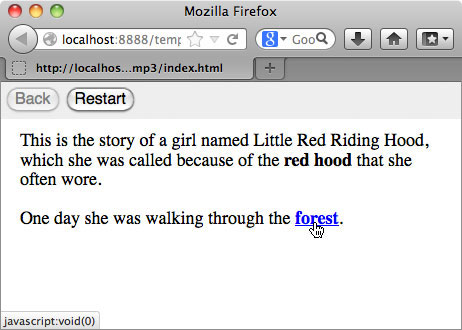 Mozilla Firefox
localhost:8888/temp
Goo
http://localhos...mp3/index.html
Back Restart
This is the story of a girl named Little Red Riding Hood,
which she was called because of the red hood that she
often wore.
One day she was walking through the forest.
javascript:void(0)